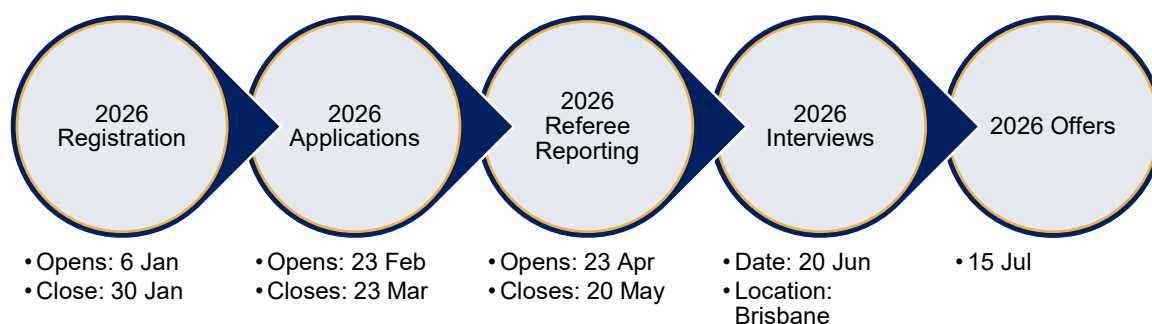 2026
Registration
2026
Applications
2026
Referee
Reporting
2026
Interviews
2026 Offers
•Opens: 6 Jan
•Close: 30 Jan
•Opens: 23 Feb
•Closes: 23 Mar
•Opens: 23 Apr
•Closes: 20 May
•Date: 20 Jun
•Location:
Brisbane
•15 Jul